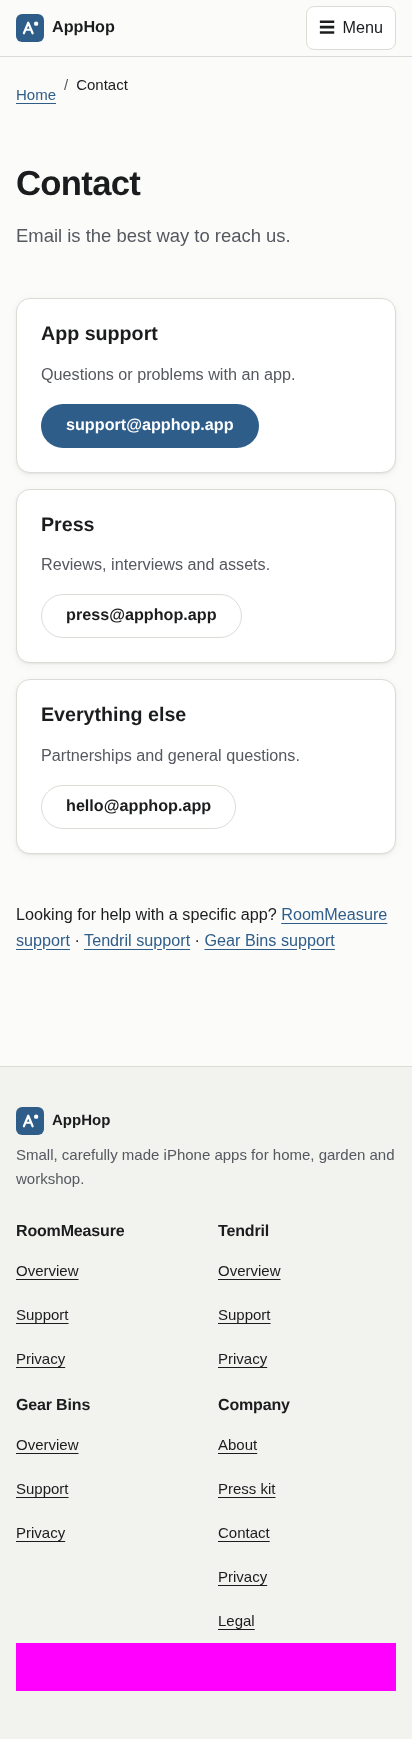 AppHop
☰ Menu
Home / Contact
Contact
Email is the best way to reach us.
App support
Questions or problems with an app.
support@apphop.app
Press
Reviews, interviews and assets.
press@apphop.app
Everything else
Partnerships and general questions.
hello@apphop.app
Looking for help with a specific app? RoomMeasure
support · Tendril support · Gear Bins support
AppHop
Small, carefully made iPhone apps for home, garden and
workshop.
RoomMeasure
Overview
Support
Privacy
Tendril
Overview
Support
Privacy
Gear Bins
Overview
Support
Privacy
Company
About
Press kit
Contact
Privacy
Legal